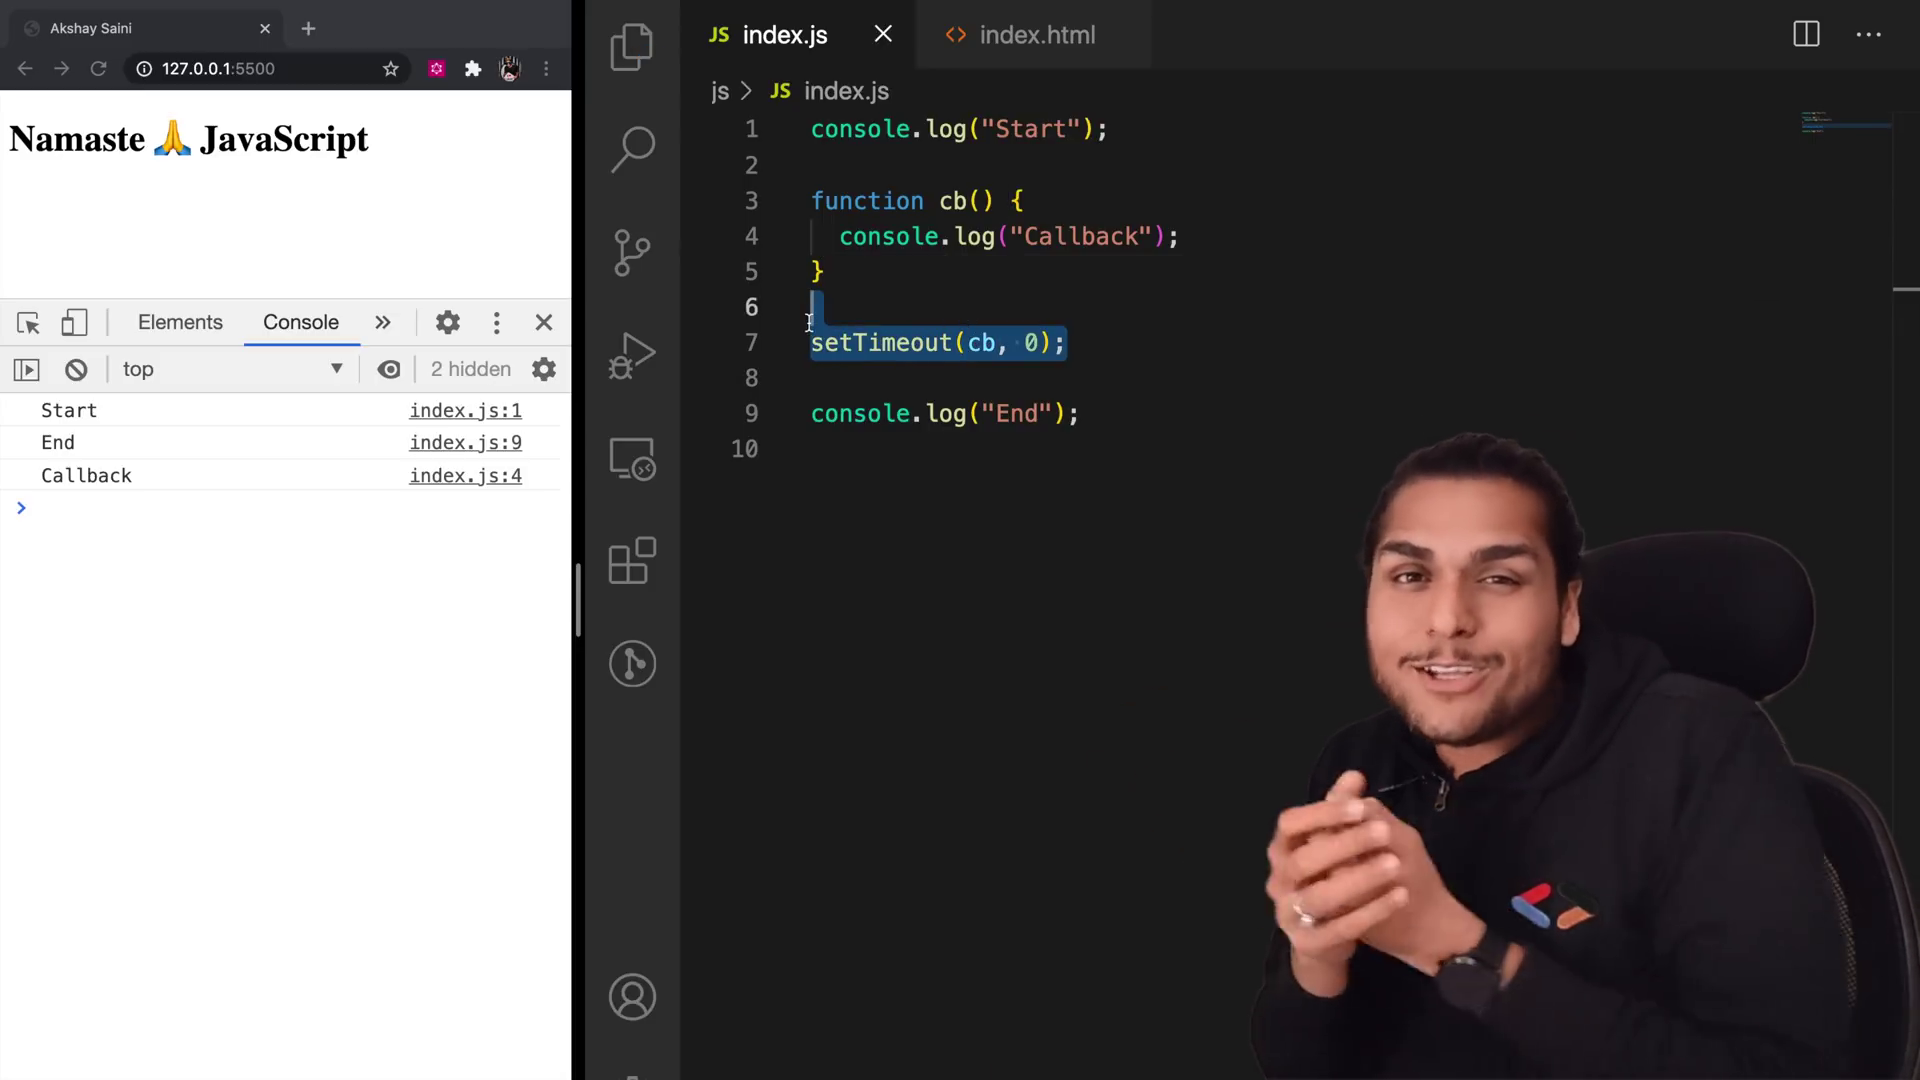 Akshay Saini
127.0.0.1:5500
Namaste 🙏 JavaScript
Elements
Console
top
2 hidden
Start index.js:1
End index.js:9
Callback index.js:4
JS index.js
<> index.html
js > JS index.js
1 console.log("Start");
2
3 function cb() {
4 console.log("Callback");
5 }
6
7 setTimeout(cb, 0);
8
9 console.log("End");
10